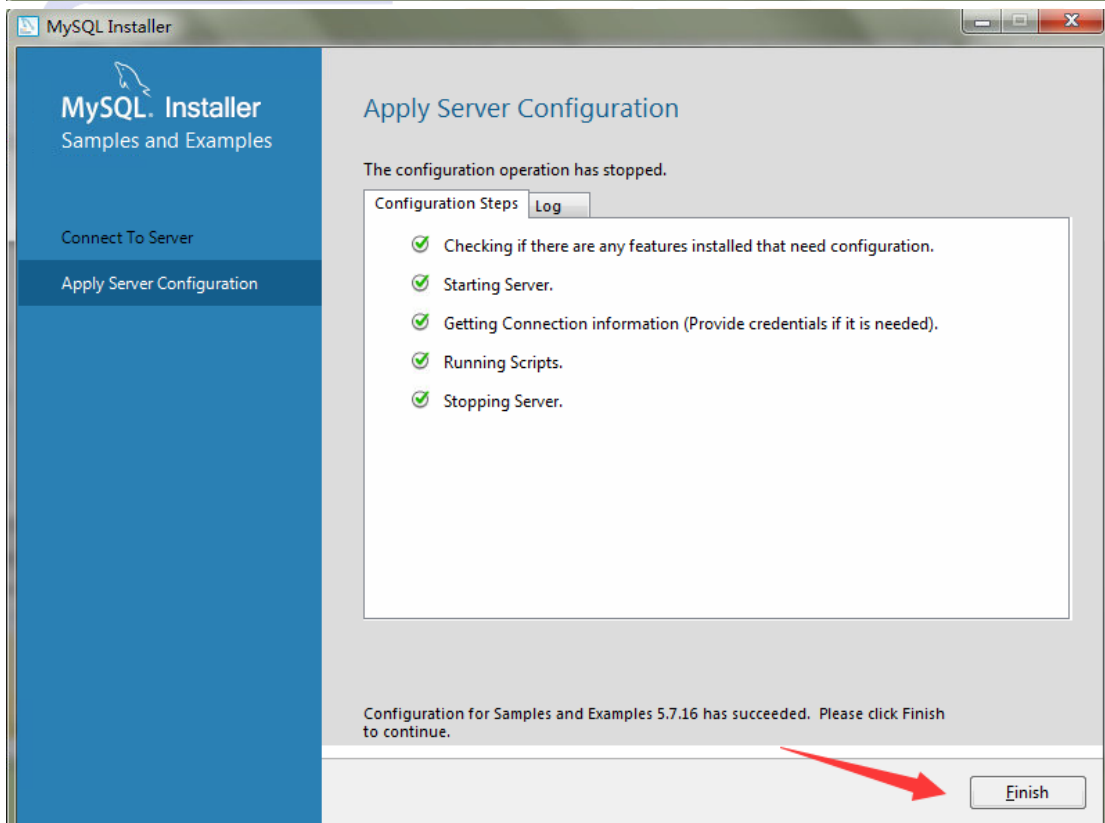 MySQL Installer
MySQL. Installer
Samples and Examples
Connect To Server
Apply Server Configuration
Apply Server Configuration
The configuration operation has stopped.
Configuration Steps
Log
Checking if there are any features installed that need configuration.
Starting Server.
Getting Connection information (Provide credentials if it is needed).
Running Scripts.
Stopping Server.
Configuration for Samples and Examples 5.7.16 has succeeded. Please click Finish
to continue.
Finish